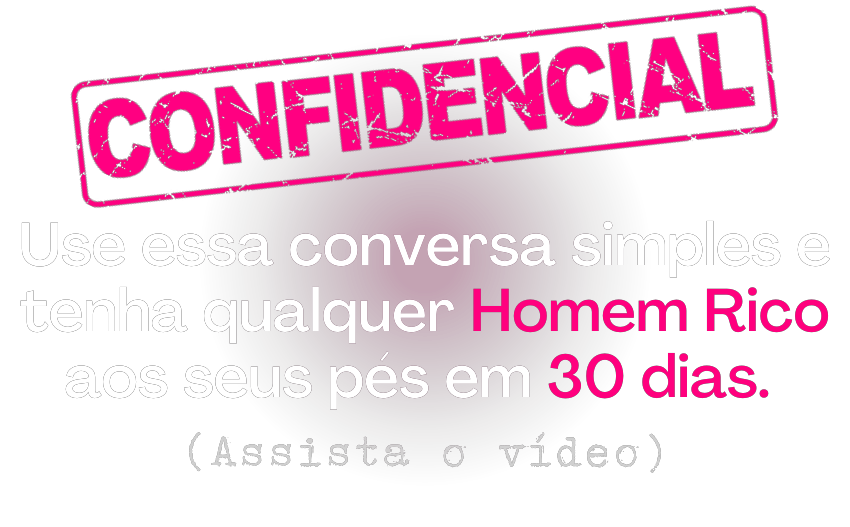 CONFIDENCIAL
Use essa conversa simples e
tenha qualquer Homem Rico
aos seus pés em 30 dias.
(Assista o vídeo)